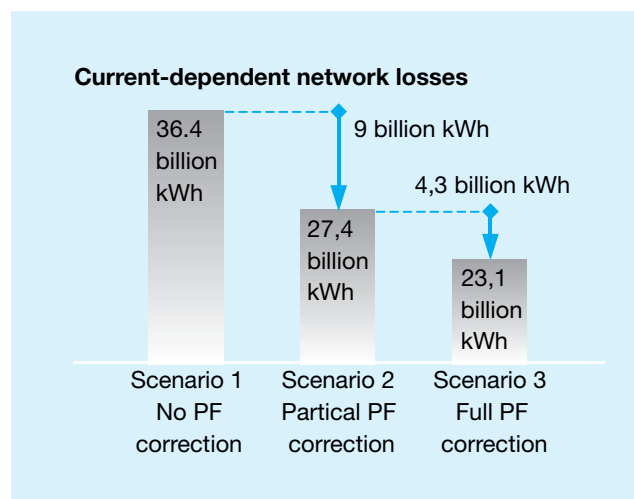 Current-dependent network losses
36.4
billion
kWh
9 billion kWh
4,3 billion kWh
27,4
billion
kWh
23,1
billion
kWh
Scenario 1
No PF
correction
Scenario 2
Partical PF
correction
Scenario 3
Full PF
correction